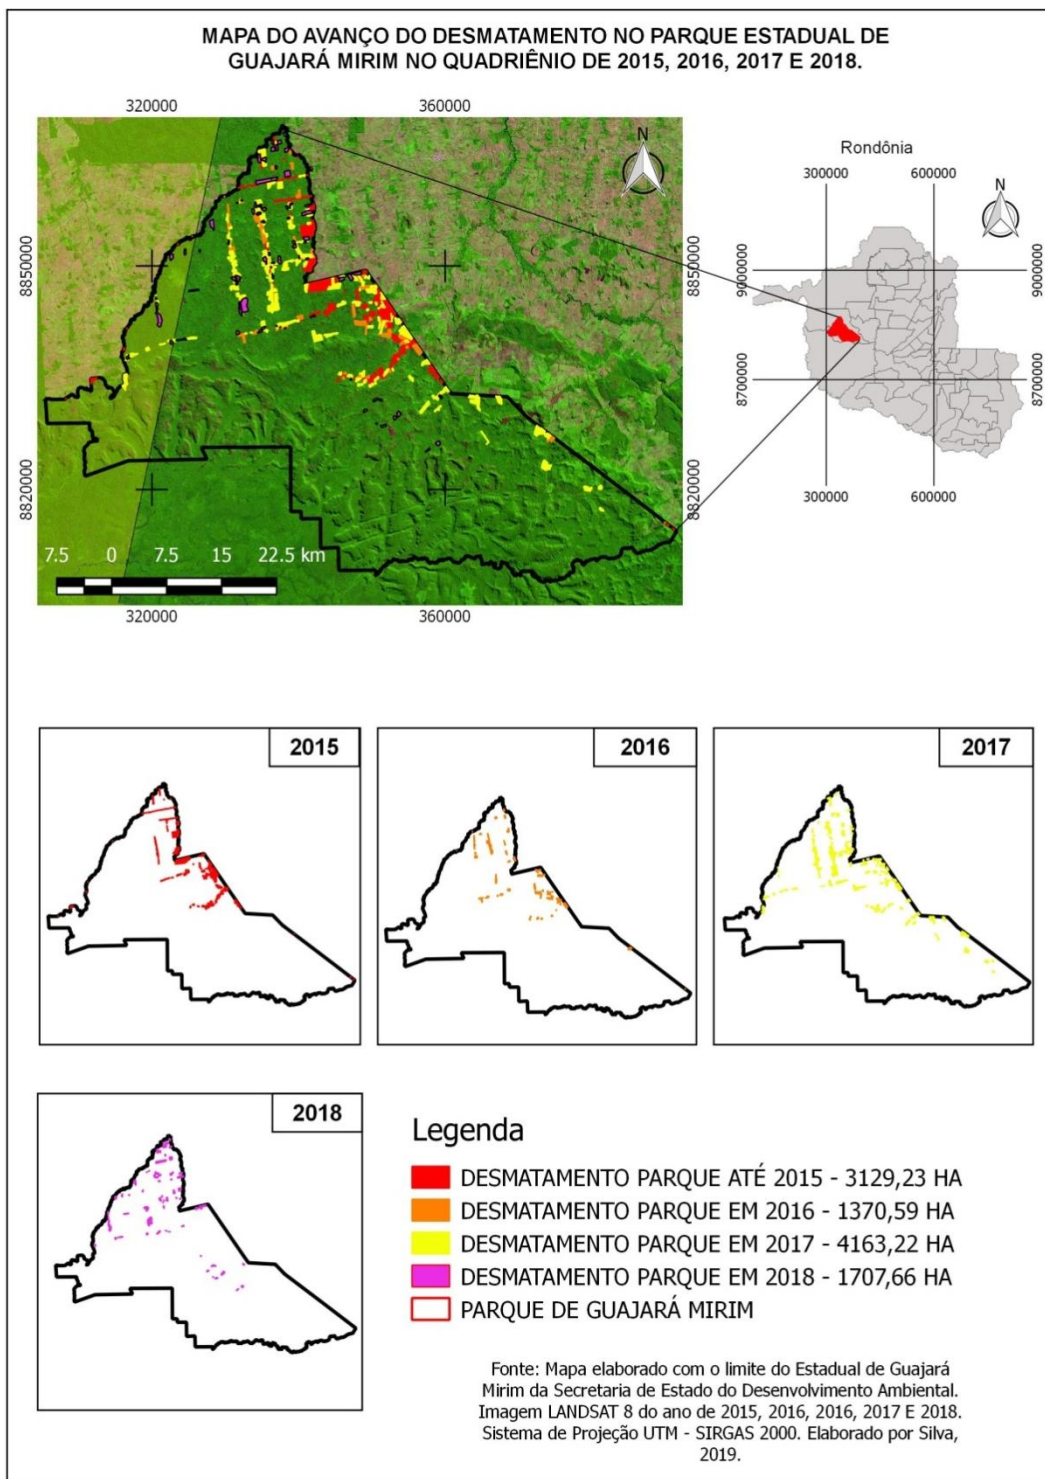 MAPA DO AVANÇO DO DESMATAMENTO NO PARQUE ESTADUAL DE
GUAJARÁ MIRIM NO QUADRIÊNIO DE 2015, 2016, 2017 E 2018.
320000 360000
N
8850000 8850000
8820000 8820000
7.5 0 7.5 15 22.5 km
320000 360000
Rondônia
300000 600000
N
9000000 9000000
8700000 8700000
300000 600000
2015
2016
2017
2018
Legenda
DESMATAMENTO PARQUE ATÉ 2015 - 3129,23 HA
DESMATAMENTO PARQUE EM 2016 - 1370,59 HA
DESMATAMENTO PARQUE EM 2017 - 4163,22 HA
DESMATAMENTO PARQUE EM 2018 - 1707,66 HA
PARQUE DE GUAJARÁ MIRIM
Fonte: Mapa elaborado com o limite do Estadual de Guajará
Mirim da Secretaria de Estado do Desenvolvimento Ambiental.
Imagem LANDSAT 8 do ano de 2015, 2016, 2016, 2017 E 2018.
Sistema de Projeção UTM - SIRGAS 2000. Elaborado por Silva,
2019.